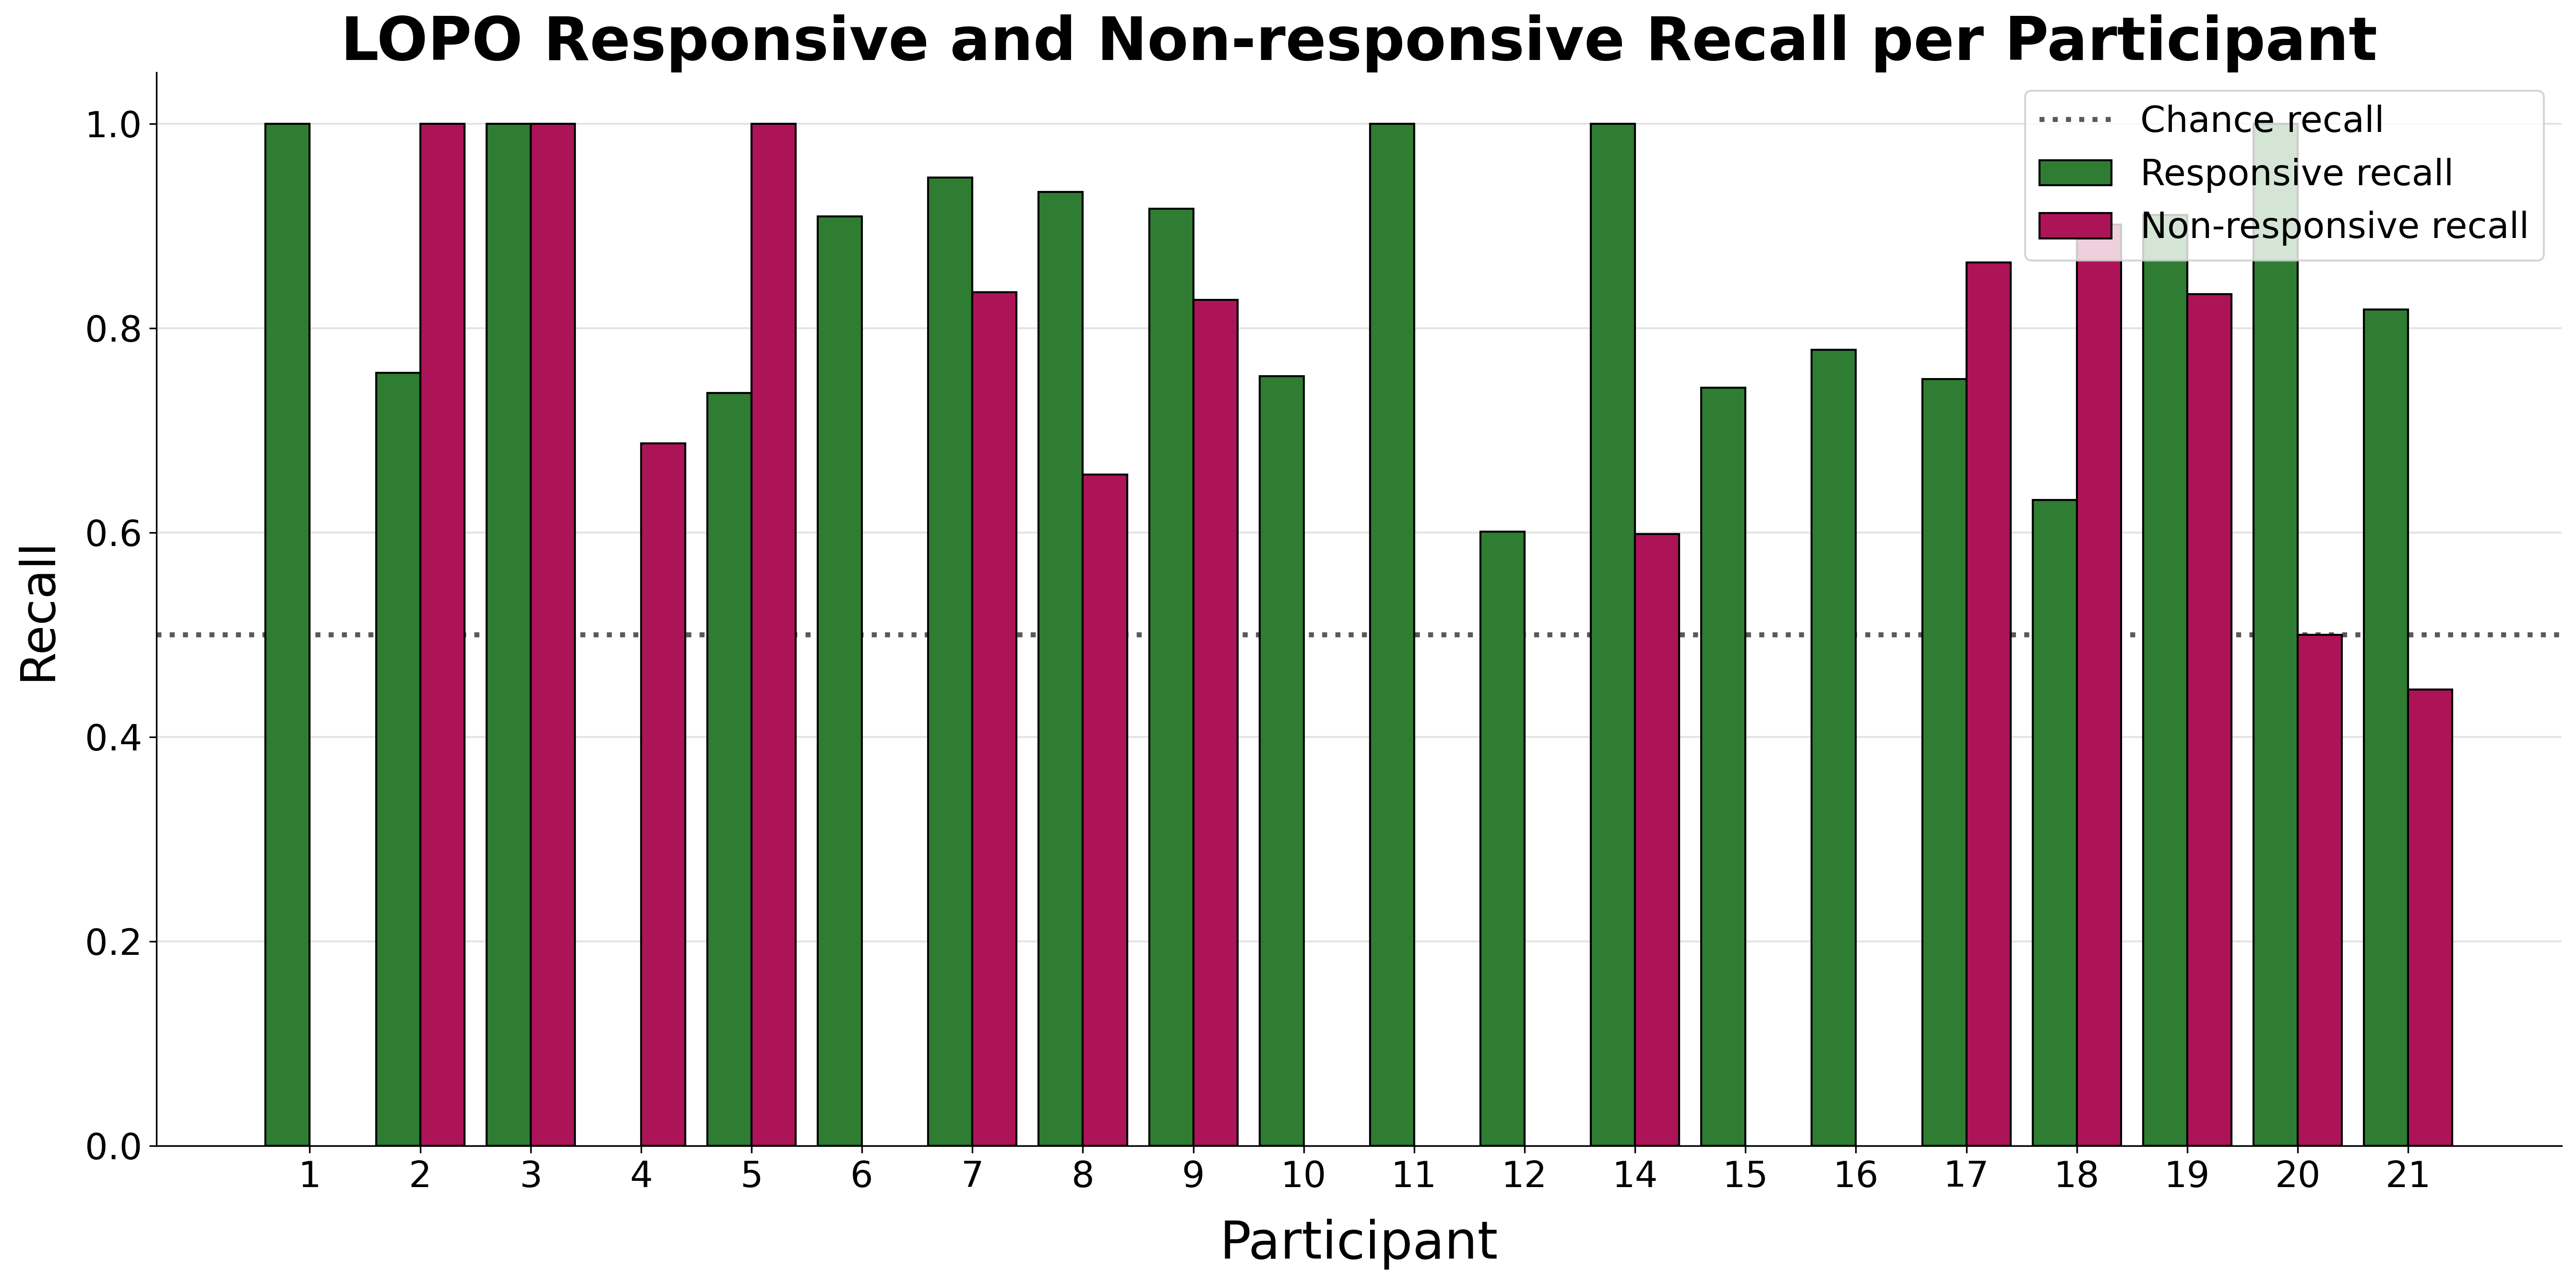 LOPO Responsive and Non-responsive Recall per Participant
Chance recall
Responsive recall
Non-responsive recall
1.0
0.8
0.6
0.4
0.2
0.0
Recall
1 2 3 4 5 6 7 8 9 10 11 12 14 15 16 17 18 19 20 21
Participant